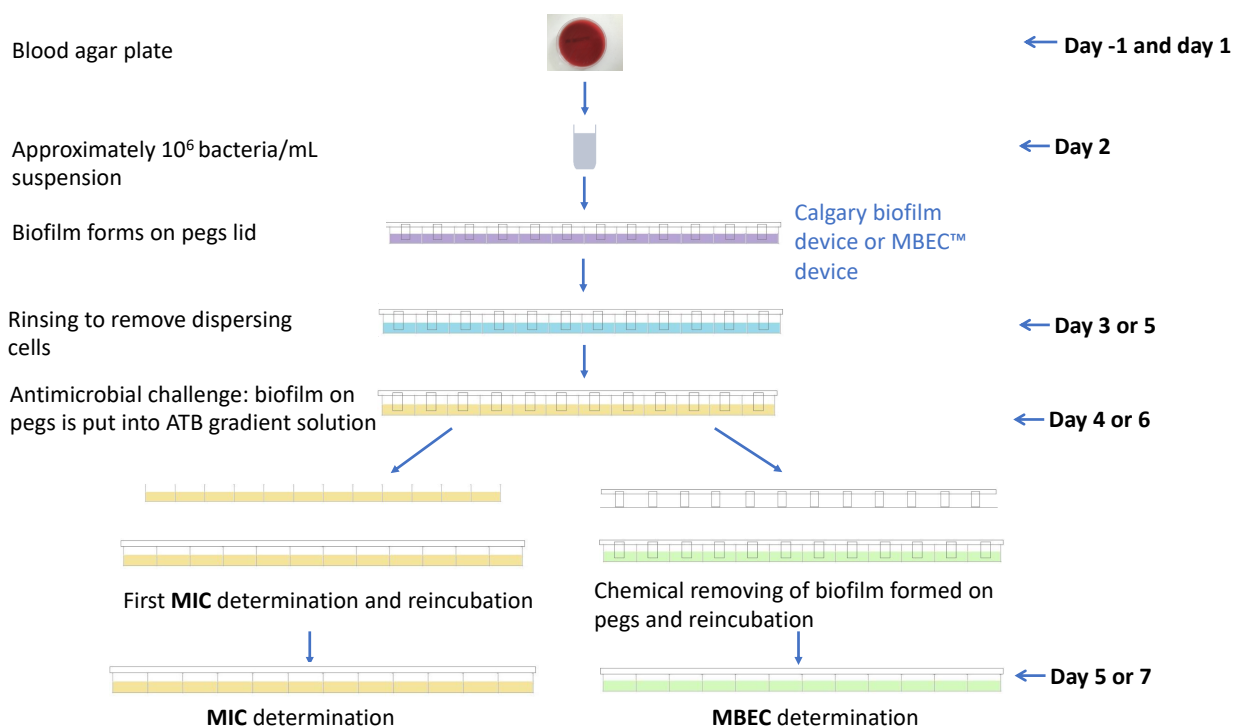 Blood agar plate
Day -1 and day 1
Approximately 10⁶ bacteria/mL
suspension
Day 2
Biofilm forms on pegs lid
Calgary biofilm
device or MBEC™
device
Rinsing to remove dispersing
cells
Day 3 or 5
Antimicrobial challenge: biofilm on
pegs is put into ATB gradient solution
Day 4 or 6
First MIC determination and reincubation
Chemical removing of biofilm formed on
pegs and reincubation
Day 5 or 7
MIC determination
MBEC determination